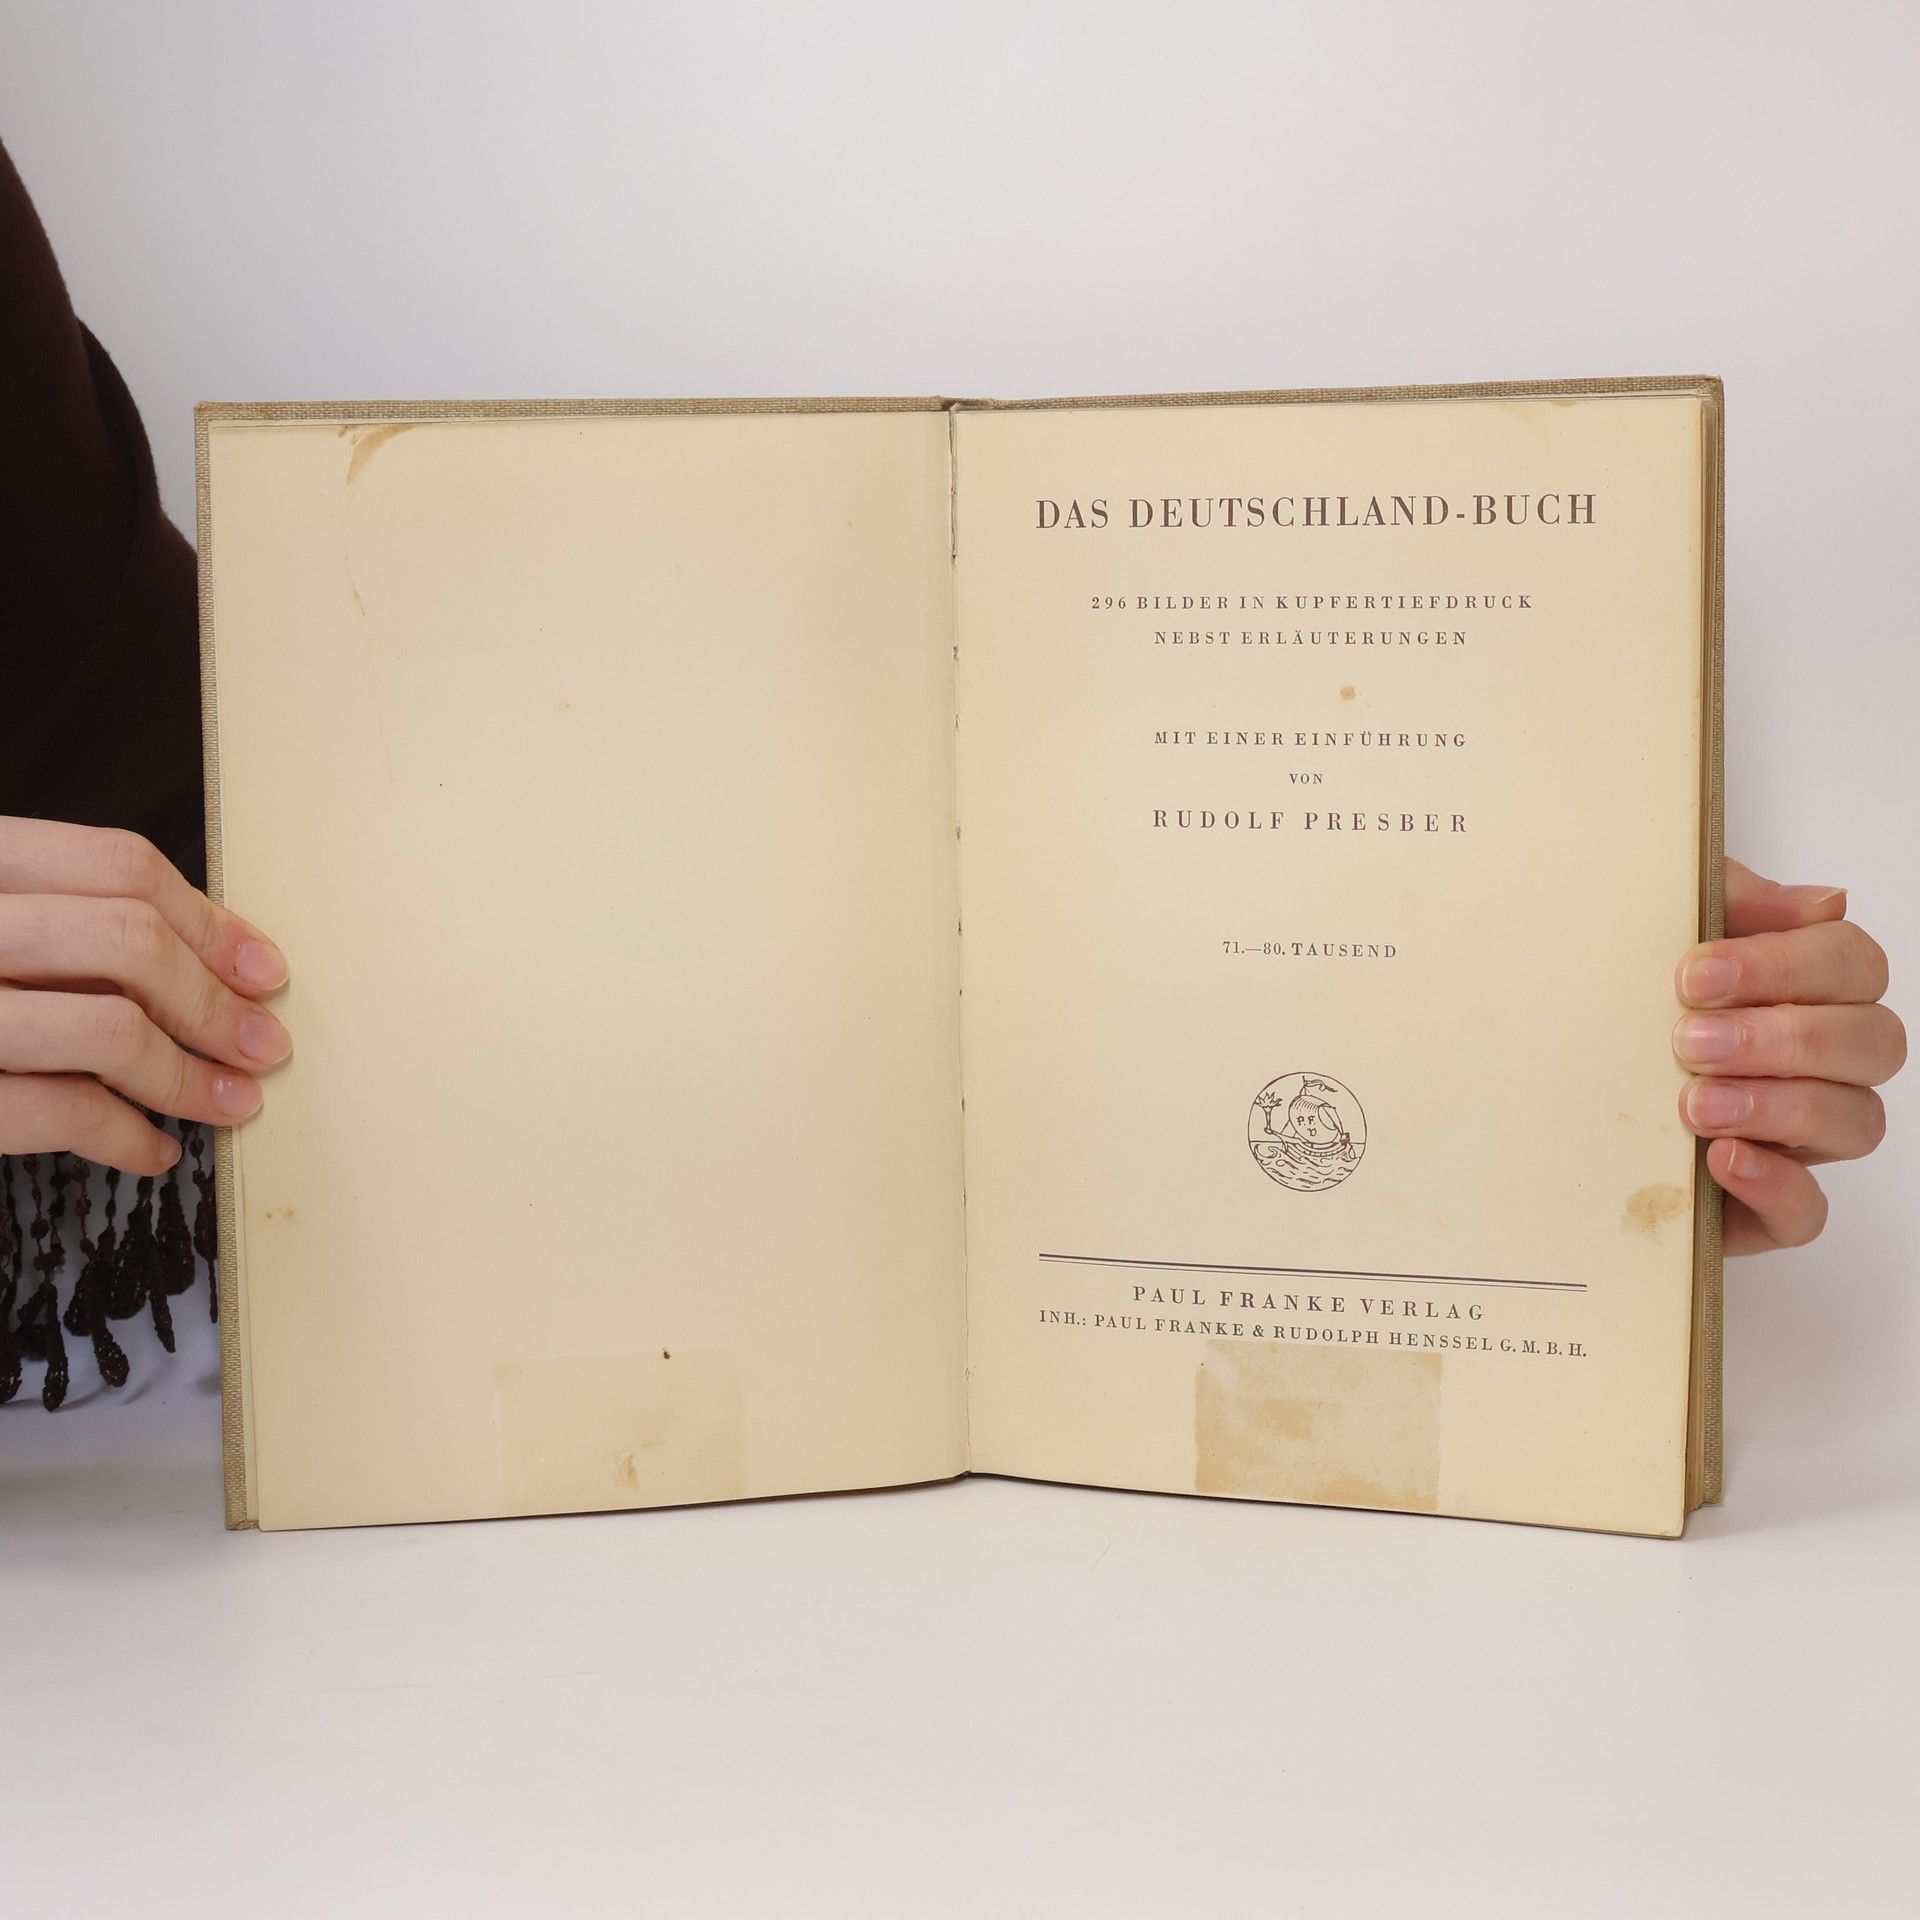 DAS DEUTSCHLAND-BUCH
296 BILDER IN KUPFERTIEFDRUCK
NEBST ERLÄUTERUNGEN
MIT EINER EINFÜHRUNG
VON
RUDOLF PRESBER
71.—80. TAUSEND
P. F.
V
PAUL FRANKE VERLAG
INH.: PAUL FRANKE & RUDOLPH HENSSEL G. M. B. H.